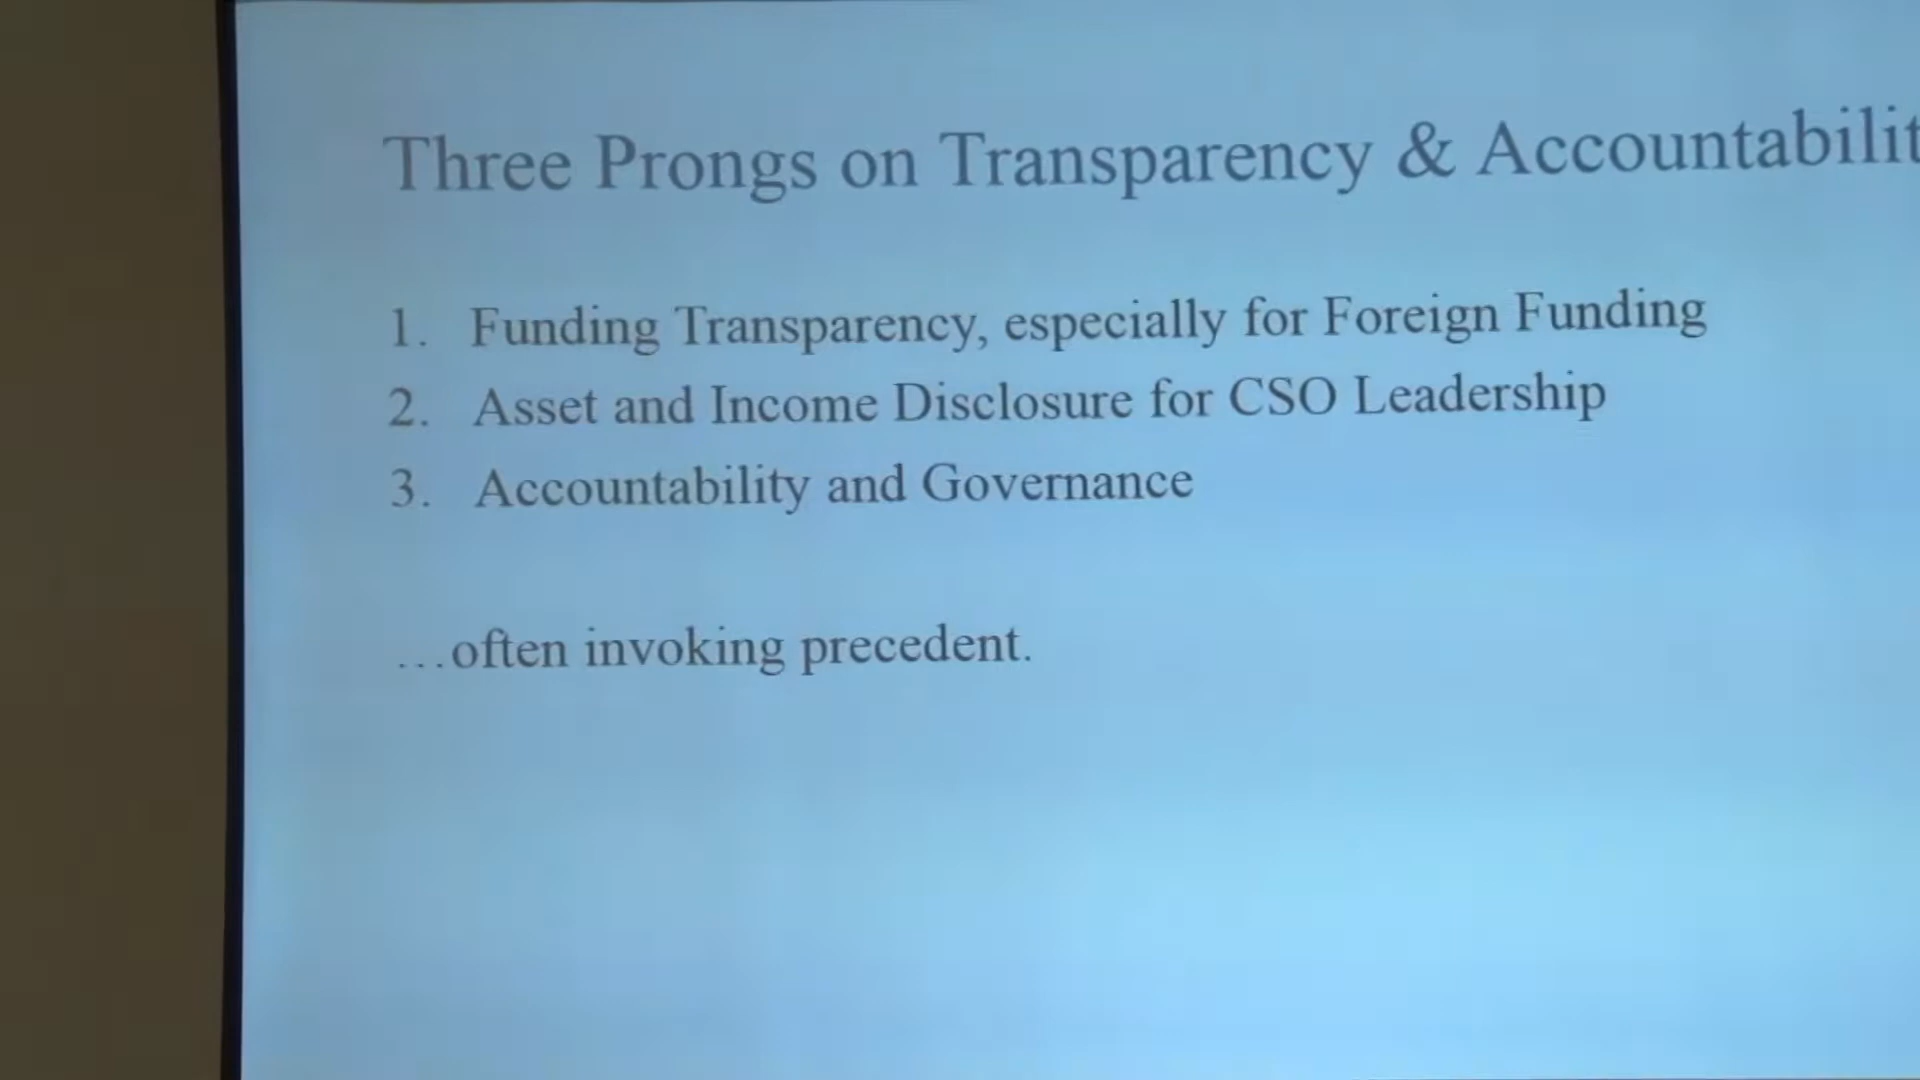 Three Prongs on Transparency & Accountabilit
1. Funding Transparency, especially for Foreign Funding
2. Asset and Income Disclosure for CSO Leadership
3. Accountability and Governance
...often invoking precedent.